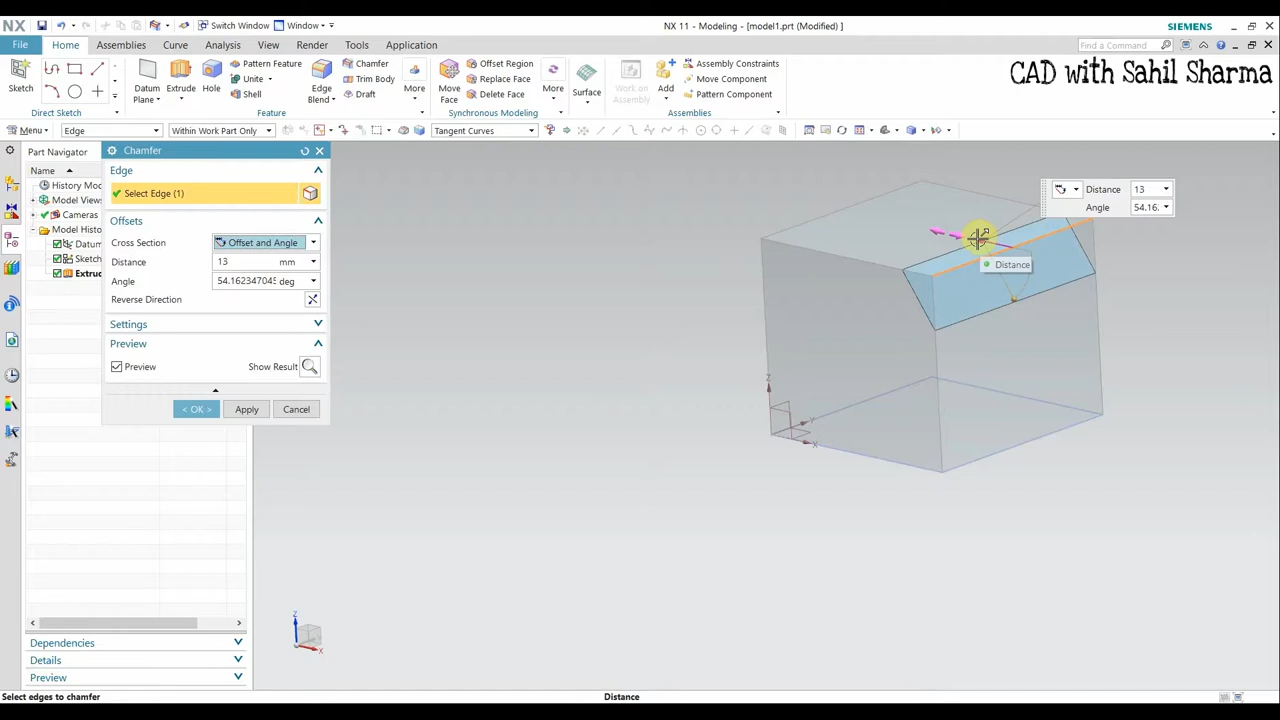 NX
Switch Window
Window
NX 11 - Modeling - [model1.prt (Modified) ]
SIEMENS
File
Home
Assemblies
Curve
Analysis
View
Render
Tools
Application
Find a Command
CAD with Sahil Sharma
Sketch
Direct Sketch
Datum
Plane
Extrude
Hole
Pattern Feature
Unite
Shell
Edge
Blend
Chamfer
Trim Body
Draft
More
Feature
Move
Face
Offset Region
Replace Face
Delete Face
More
Synchronous Modeling
Surface
Work on
Assembly
Add
Assembly Constraints
Move Component
Pattern Component
Assemblies
Menu
Edge
Within Work Part Only
Tangent Curves
Part Navigator
Name
History Mod
Model View
Cameras
Model Histo
Datum
Sketch
Extrud
Chamfer
Edge
Select Edge (1)
Offsets
Cross Section
Offset and Angle
Distance
13
mm
Angle
54.162347045
deg
Reverse Direction
Settings
Preview
Preview
Show Result
< OK >
Apply
Cancel
Distance
13
Angle
54.16
Distance
Z
Y
X
Z
X
Dependencies
Details
Preview
Select edges to chamfer
Distance